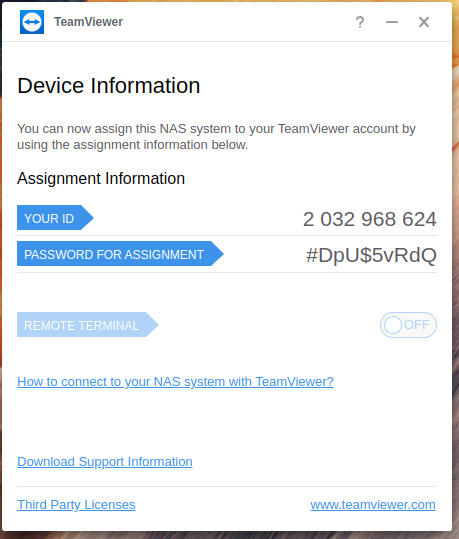 TeamViewer
Device Information
You can now assign this NAS system to your TeamViewer account by
using the assignment information below.
Assignment Information
YOUR ID 2 032 968 624
PASSWORD FOR ASSIGNMENT #DpU$5vRdQ
REMOTE TERMINAL OFF
How to connect to your NAS system with TeamViewer?
Download Support Information
Third Party Licenses www.teamviewer.com